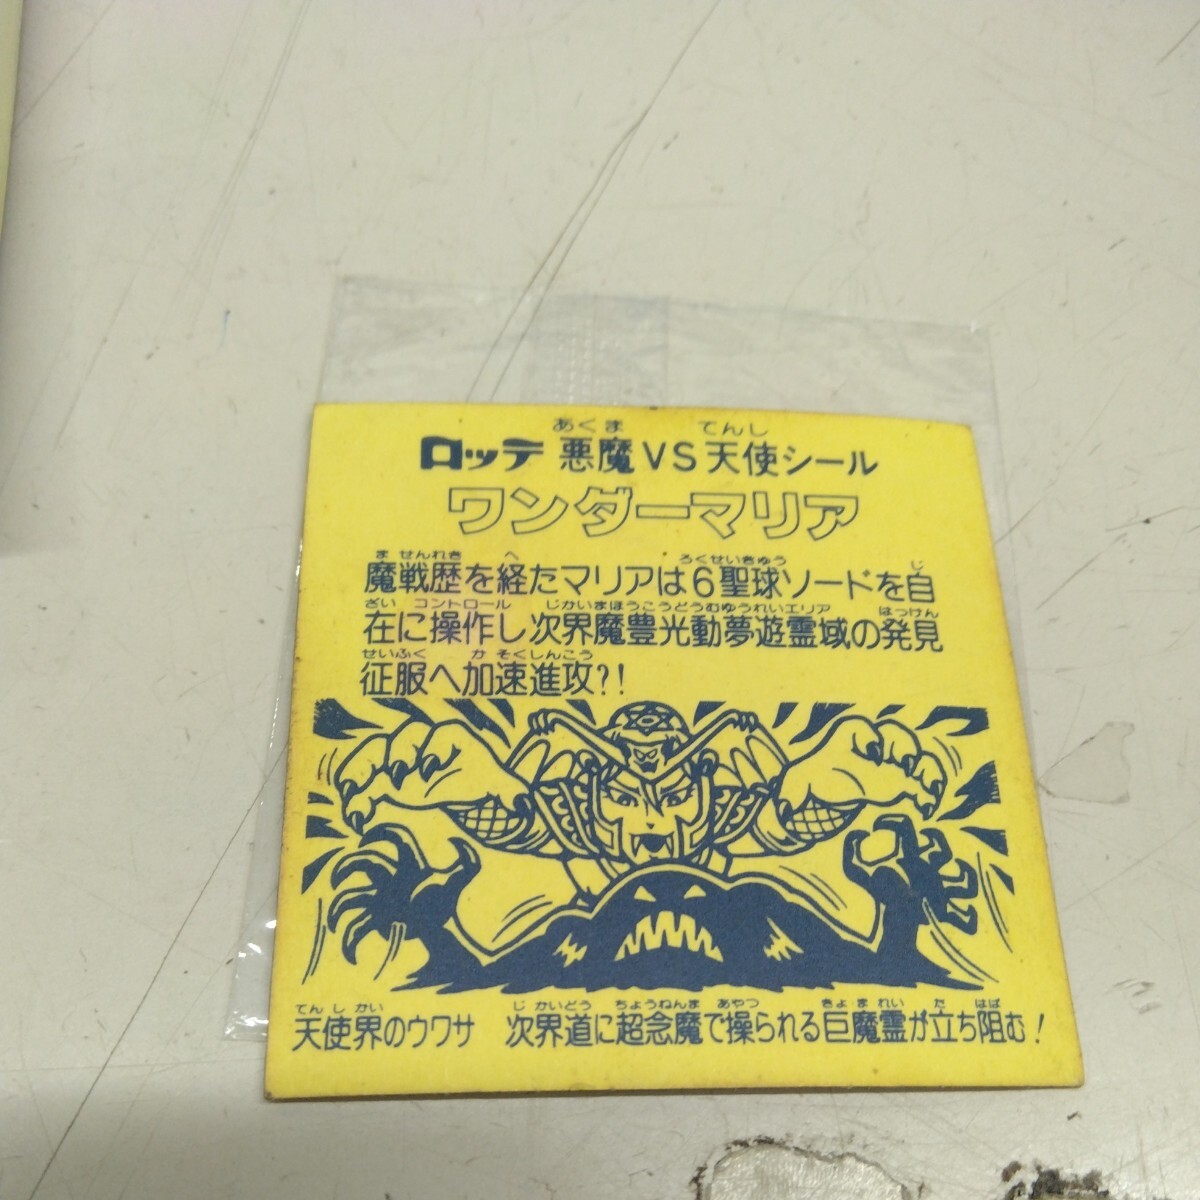 あくま てんし
ロッテ 悪魔VS天使シール
ワンダーマリア
ま せんれき へ ろくせいきゅう じ
魔戦歴を経たマリアは6聖球ソードを自
ざい コントロール じかいまほうこうどうむゆうれいエリア はっけん
在に操作し次界魔豊光動夢遊霊域の発見
せいふく か そくしんこう
征服へ加速進攻?!
てん し かい じ かいどう ちょうねんま あやつ きょ ま れい た はば
天使界のウワサ 次界道に超念魔で操られる巨魔霊が立ち阻む!